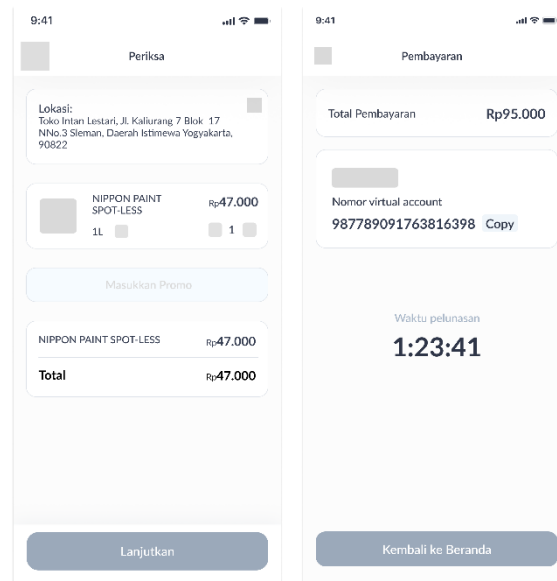 9:41
Periksa
Lokasi:
Toko Intan Lestari, Jl. Kaliurang 7 Blok 17
NNo.3 Sleman, Daerah Istimewa Yogyakarta,
90822
NIPPON PAINT
SPOT-LESS
Rp47.000
1L
1
Masukkan Promo
NIPPON PAINT SPOT-LESS Rp47.000
Total Rp47.000
Lanjutkan
9:41
Pembayaran
Total Pembayaran Rp95.000
Nomor virtual account
987789091763816398 Copy
Waktu pelunasan
1:23:41
Kembali ke Beranda